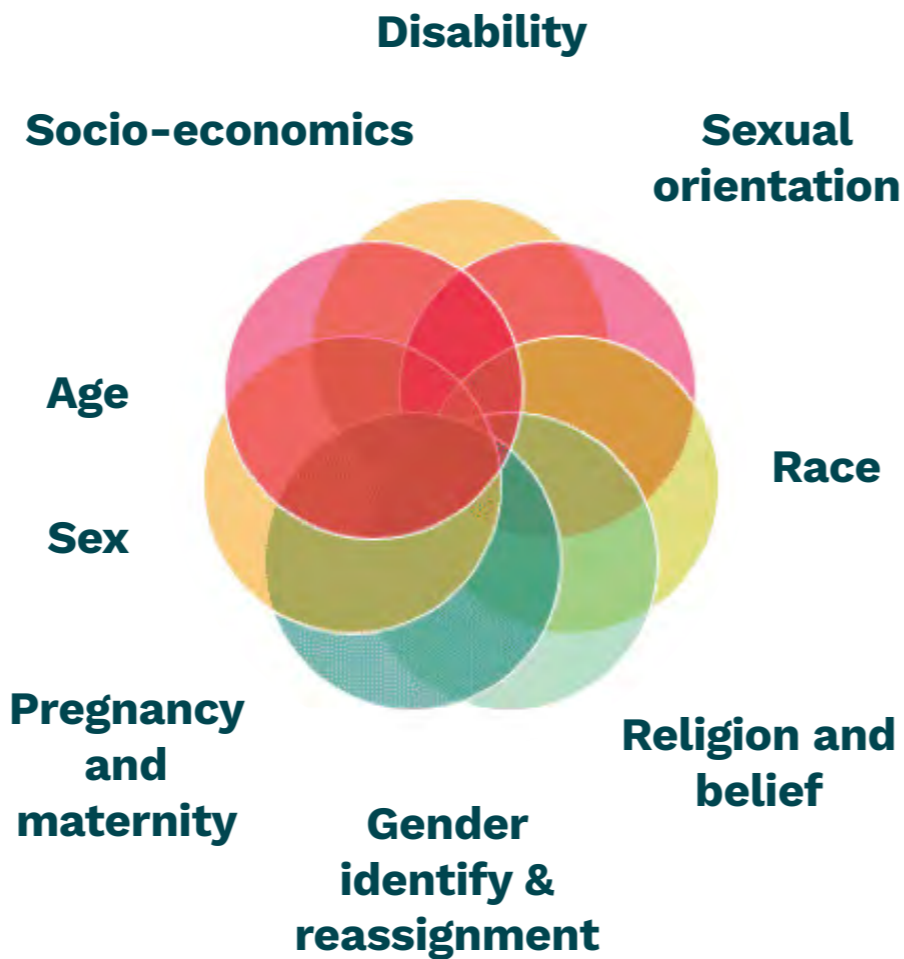 Disability
Socio-economics
Sexual
orientation
Age
Race
Sex
Pregnancy
and
maternity
Religion and
belief
Gender
identify &
reassignment